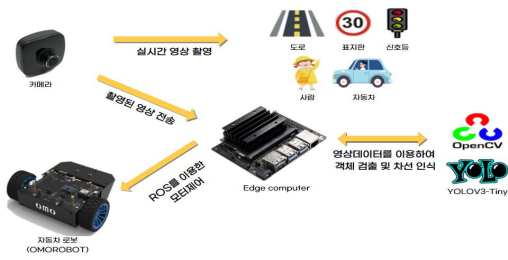 실시간 영상 촬영
30
도로
표지판
신호등
카메라
사람
자동차
촬영된 영상 전송
OpenCV
영상데이터를 이용하여
객체 검출 및 차선 인식
YOLO
YOLOV3-Tiny
Edge computer
ROS를 이용한
모터제어
OMO
자동차 로봇
(OMOROBOT)